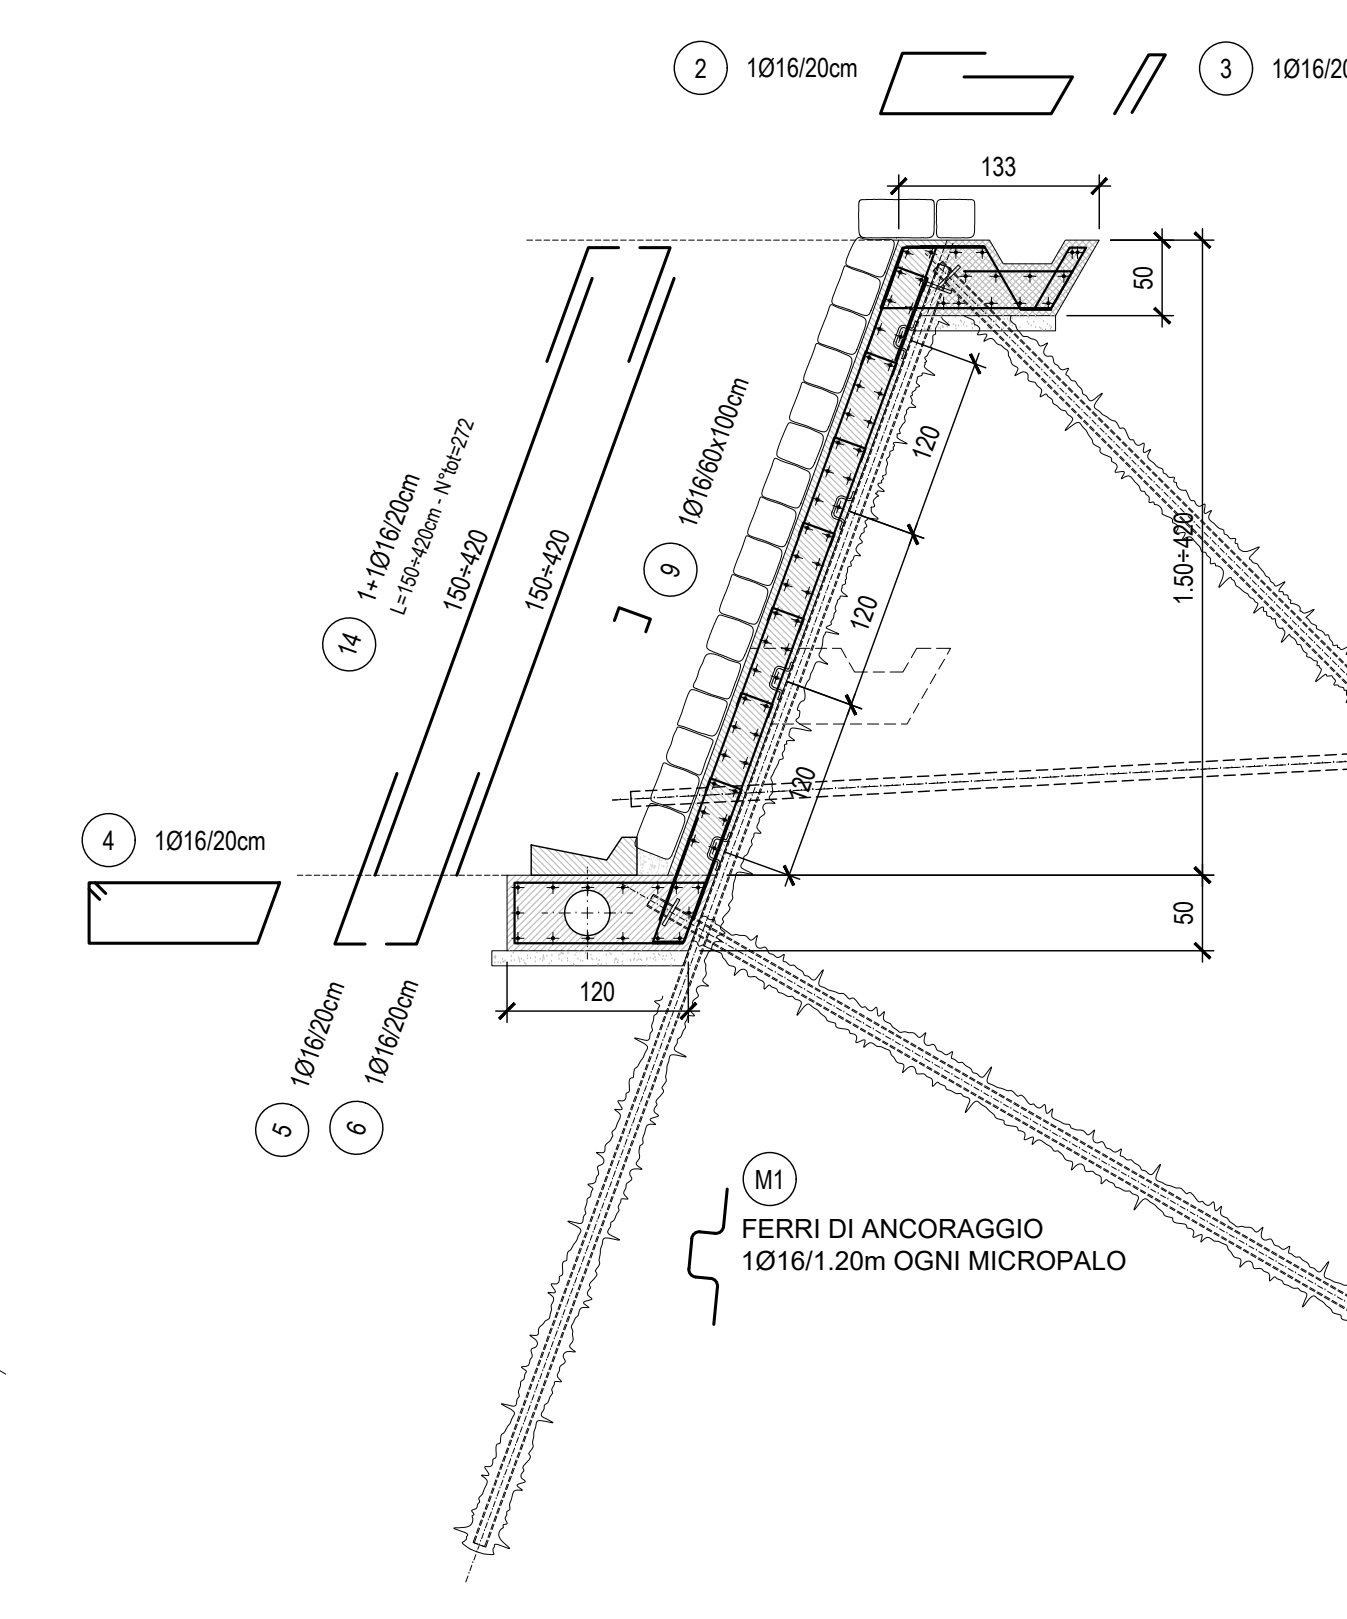 2
1Ø16/20cm
3
1Ø16/20
133
50
120
1Ø16/60x100cm
9
1+1Ø16/20cm
L=150÷420cm - N°tot=272
14
150÷420
150÷420
1.50÷420
120
120
4
1Ø16/20cm
50
120
1Ø16/20cm
5
1Ø16/20cm
6
M1
FERRI DI ANCORAGGIO
1Ø16/1.20m OGNI MICROPALO